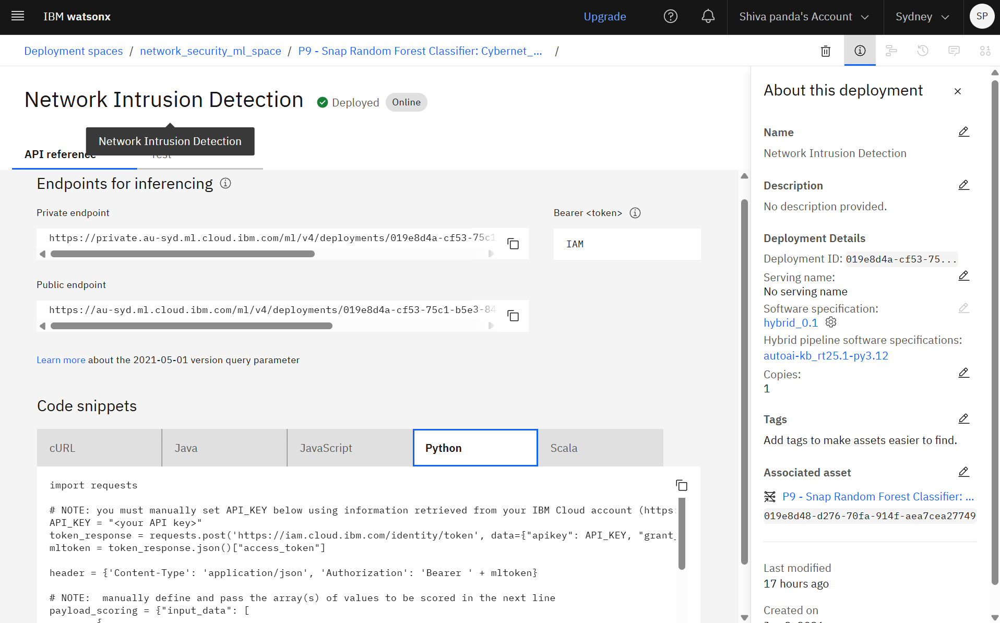 IBM watsonx
Upgrade
Shiva panda's Account
Sydney
SP
Deployment spaces / network_security_ml_space / P9 - Snap Random Forest Classifier: Cybernet_... /
Network Intrusion Detection
Deployed
Online
Network Intrusion Detection
API reference
Test
Endpoints for inferencing
Private endpoint
https://private.au-syd.ml.cloud.ibm.com/ml/v4/deployments/019e8d4a-cf53-75c1
Bearer <token>
IAM
Public endpoint
https://au-syd.ml.cloud.ibm.com/ml/v4/deployments/019e8d4a-cf53-75c1-b5e3-84
Learn more about the 2021-05-01 version query parameter
Code snippets
cURL
Java
JavaScript
Python
Scala
import requests
# NOTE: you must manually set API_KEY below using information retrieved from your IBM Cloud account (https:
API_KEY = "<your API key>"
token_response = requests.post('https://iam.cloud.ibm.com/identity/token', data={"apikey": API_KEY, "grant_
mltoken = token_response.json()["access_token"]
header = {'Content-Type': 'application/json', 'Authorization': 'Bearer ' + mltoken}
# NOTE:  manually define and pass the array(s) of values to be scored in the next line
payload_scoring = {"input_data": [
{
About this deployment
Name
Network Intrusion Detection
Description
No description provided.
Deployment Details
Deployment ID: 019e8d4a-cf53-75...
Serving name:
No serving name
Software specification:
hybrid_0.1
Hybrid pipeline software specifications:
autoai-kb_rt25.1-py3.12
Copies:
1
Tags
Add tags to make assets easier to find.
Associated asset
P9 - Snap Random Forest Classifier: ...
019e8d48-d276-70fa-914f-aea7cea27749
Last modified
17 hours ago
Created on